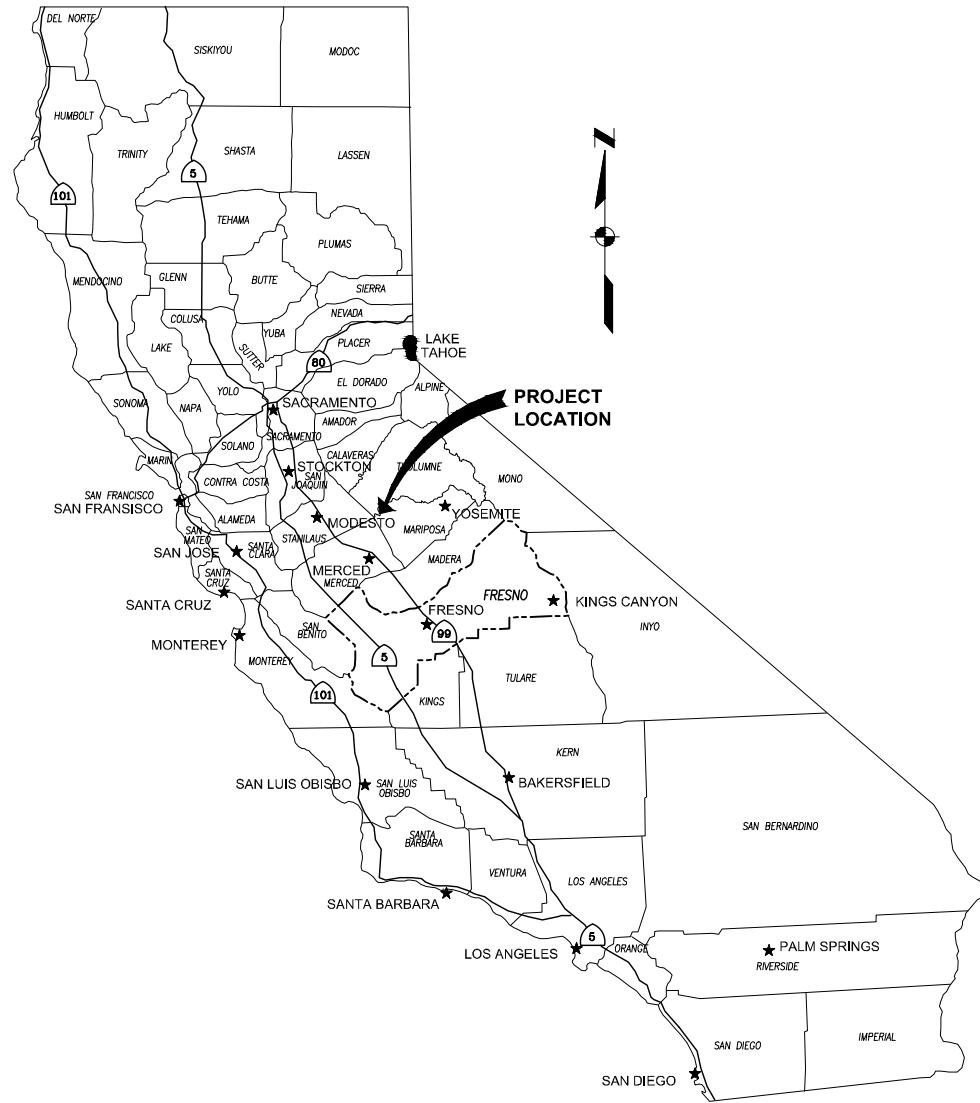 DEL NORTE
SISKIYOU
MODOC
HUMBOLT
TRINITY
SHASTA
LASSEN
5
101
TEHAMA
PLUMAS
MENDOCINO
GLENN
BUTTE
SIERRA
NEVADA
COLUSA
YUBA
PLACER
LAKE
TAHOE
LAKE
SUTTER
80
EL DORADO
ALPINE
SONOMA
NAPA
YOLO
SACRAMENTO
PROJECT
LOCATION
AMADOR
SACRAMENTO
SOLANO
MARIN
CALAVERAS
TUOLUMNE
STOCKTON
SAN
JOAQUIN
CONTRA COSTA
MONO
SAN FRANCISCO
SAN FRANSISCO
ALAMEDA
MODESTO
YOSEMITE
MARIPOSA
STANILAUS
SAN
MATEO
SAN JOSE
SANTA
CLARA
MERCED
MERCED
MADERA
SANTA
CRUZ
SANTA CRUZ
FRESNO
KINGS CANYON
FRESNO
SAN
BENITO
99
INYO
MONTEREY
MONTEREY
5
TULARE
101
KINGS
KERN
SAN LUIS OBISBO
SAN LUIS
OBISBO
BAKERSFIELD
SAN BERNARDINO
SANTA
BARBARA
VENTURA
LOS ANGELES
SANTA BARBARA
5
LOS ANGELES
ORANGE
PALM SPRINGS
RIVERSIDE
SAN DIEGO
IMPERIAL
SAN DIEGO
N